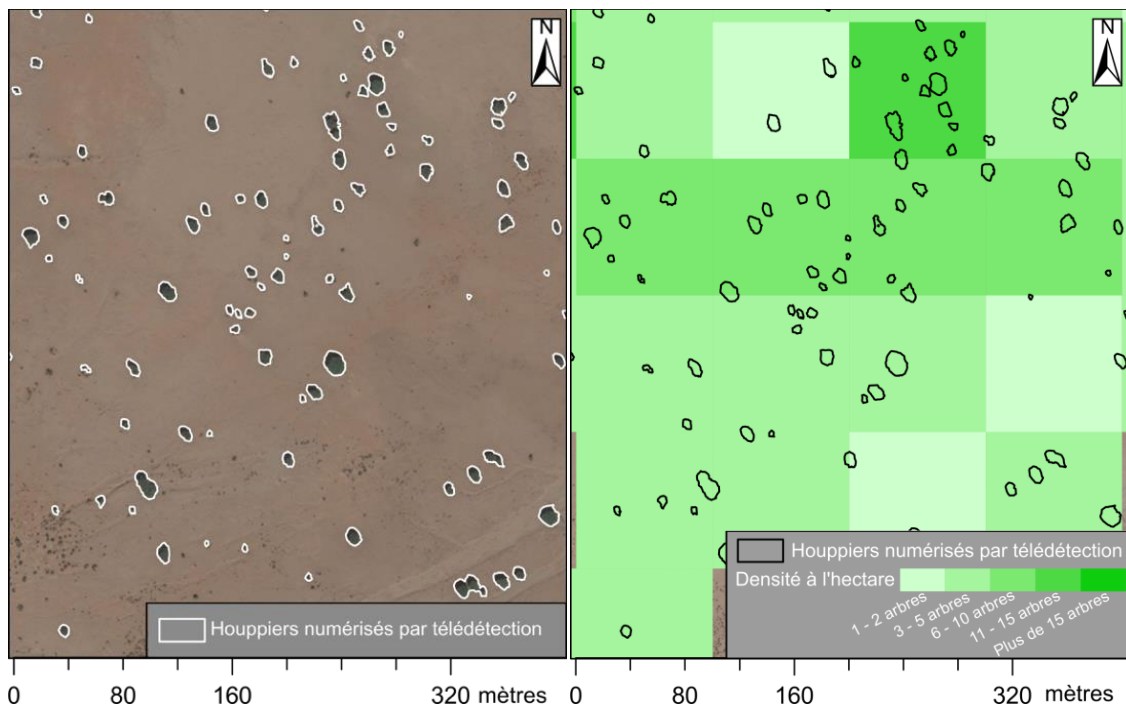 N
N
Houppiers numérisés par télédétection
Houppiers numérisés par télédétection
Densité à l'hectare
1 - 2 arbres
3 - 5 arbres
6 - 10 arbres
11 - 15 arbres
Plus de 15 arbres
0 80 160 320 mètres
0 80 160 320 mètres